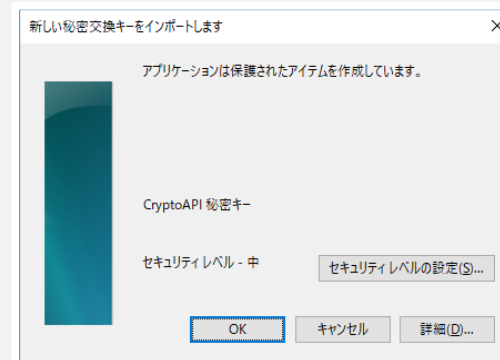 新しい秘密交換キーをインポートします
アプリケーションは保護されたアイテムを作成しています。
CryptoAPI 秘密キー
セキュリティ レベル - 中
セキュリティ レベルの設定(S)...
OK
キャンセル
詳細(D)...